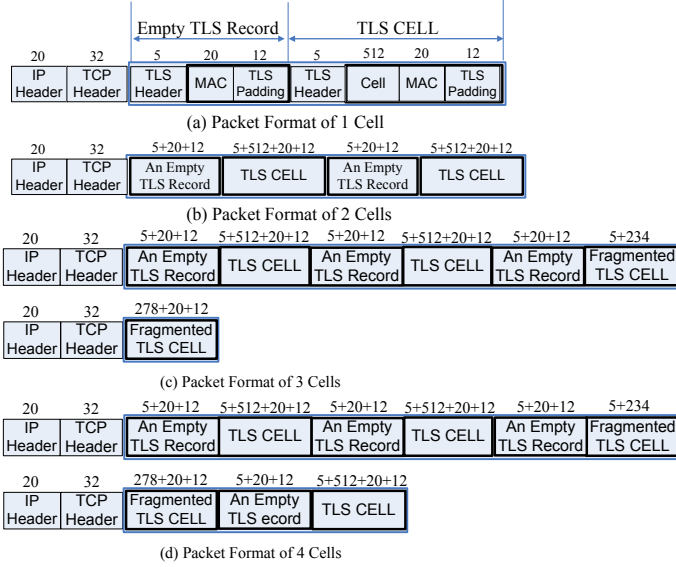 Empty TLS Record TLS CELL
20 32 5 20 12 5 512 20 12
IP Header TCP Header TLS Header MAC TLS Padding TLS Header Cell MAC TLS Padding
(a) Packet Format of 1 Cell
20 32 5+20+12 5+512+20+12 5+20+12 5+512+20+12
IP Header TCP Header An Empty TLS Record TLS CELL An Empty TLS Record TLS CELL
(b) Packet Format of 2 Cells
20 32 5+20+12 5+512+20+12 5+20+12 5+512+20+12 5+20+12 5+234
IP Header TCP Header An Empty TLS Record TLS CELL An Empty TLS Record TLS CELL An Empty TLS Record Fragmented TLS CELL
20 32 278+20+12
IP Header TCP Header Fragmented TLS CELL
(c) Packet Format of 3 Cells
20 32 5+20+12 5+512+20+12 5+20+12 5+512+20+12 5+20+12 5+234
IP Header TCP Header An Empty TLS Record TLS CELL An Empty TLS Record TLS CELL An Empty TLS Record Fragmented TLS CELL
20 32 278+20+12 5+20+12 5+512+20+12
IP Header TCP Header Fragmented TLS CELL An Empty TLS ecord TLS CELL
(d) Packet Format of 4 Cells